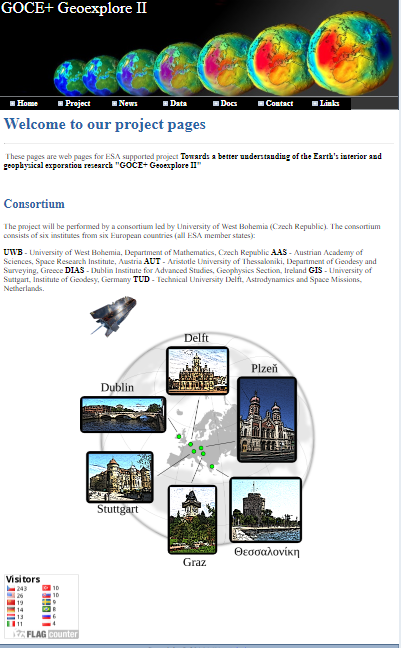 GOCE+ Geoexplore II
Home Project News Data Docs Contact Links
Welcome to our project pages
These pages are web pages for ESA supported project Towards a better understanding of the Earth's interior and
geophysical exporation research "GOCE+ Geoexplore II"
Consortium
The project will be performed by a consortium led by University of West Bohemia (Czech Republic). The consortium
consists of six institutes from six European countries (all ESA member states):
UWB - University of West Bohemia, Department of Mathematics, Czech Republic AAS - Austrian Academy of
Sciences, Space Research Institute, Austria AUT - Aristotle University of Thessaloniki, Department of Geodesy and
Surveying, Greece DIAS - Dublin Institute for Advanced Studies, Geophysics Section, Ireland GIS - University of
Suttgart, Institute of Geodesy, Germany TUD - Technical University Delft, Astrodynamics and Space Missions,
Netherlands.
Delft
Plzeň
Dublin
Stuttgart
Graz
Θεσσαλονίκη
Visitors
243 10
26 10
19 9
14 8
13 6
11 4
FLAG counter